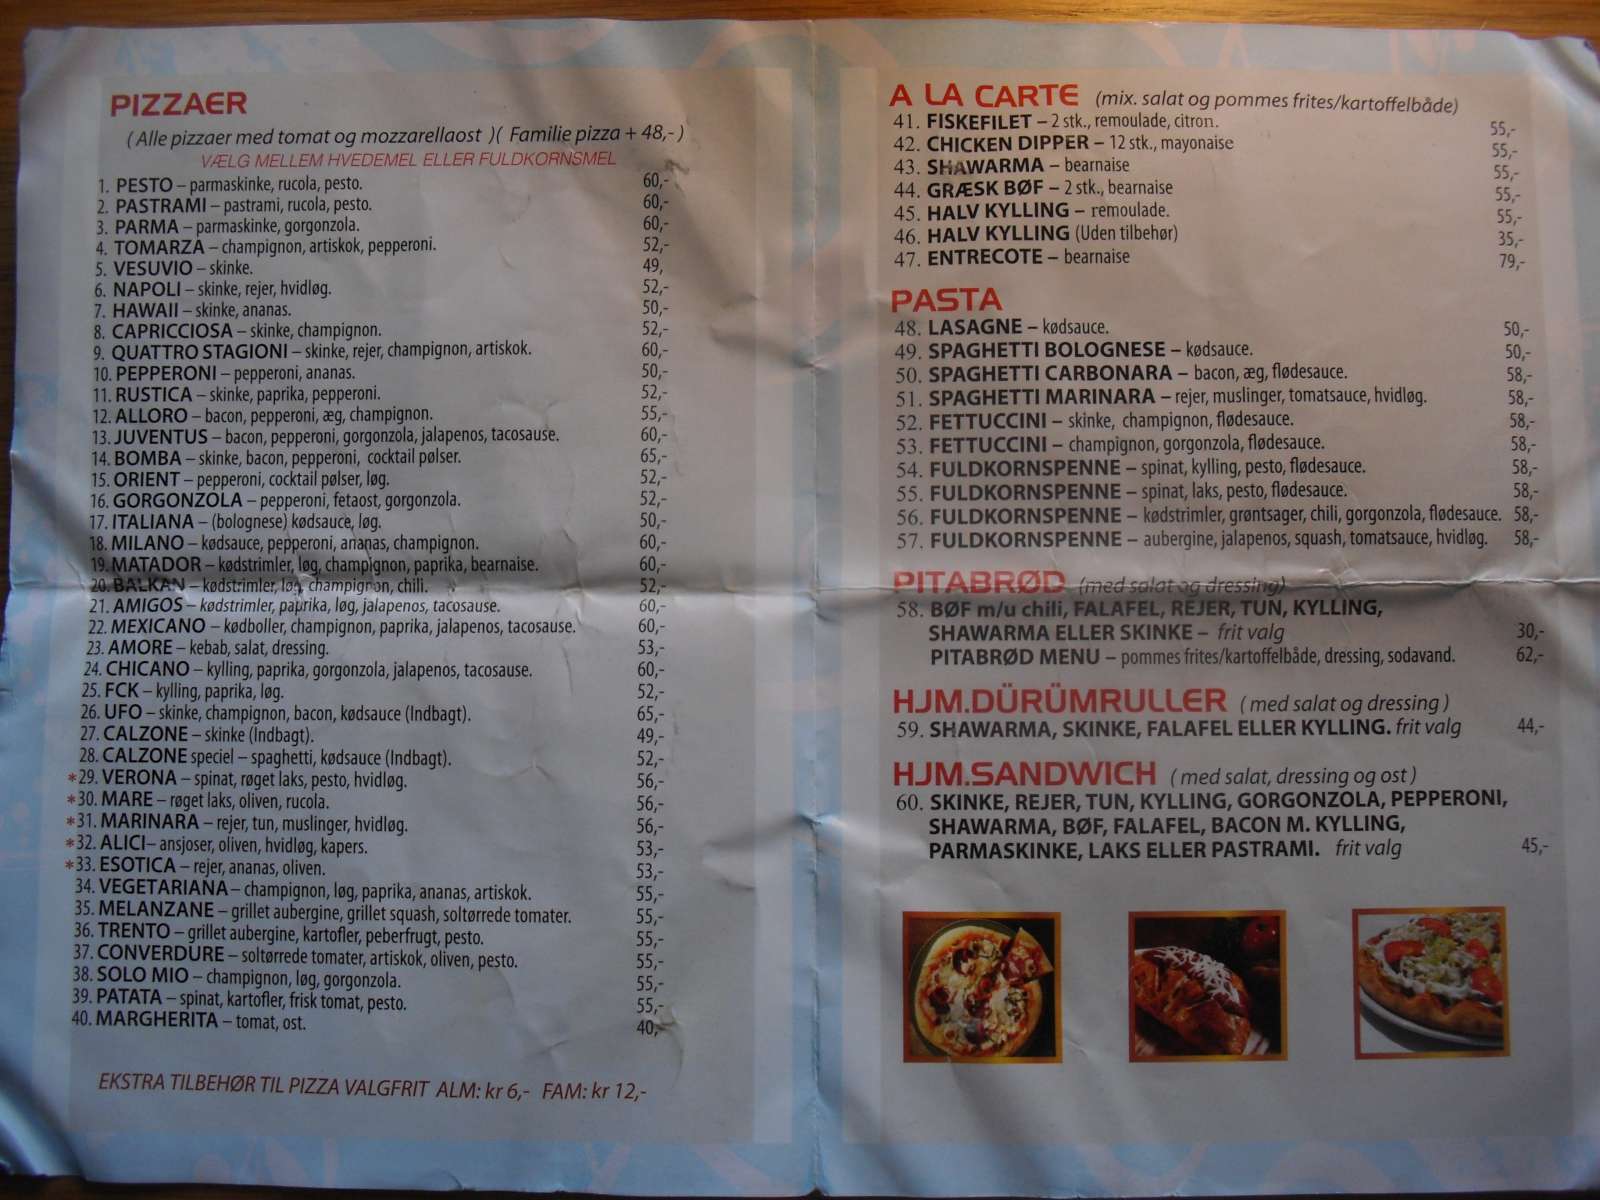 PIZZAER
( Alle pizzaer med tomat og mozzarellaost )( Familie pizza + 48,- )
VÆLG MELLEM HVEDEMEL ELLER FULDKORNSMEL
1. PESTO – parmaskinke, rucola, pesto. 60,-
2. PASTRAMI – pastrami, rucola, pesto. 60,-
3. PARMA – parmaskinke, gorgonzola. 60,-
4. TOMARZA – champignon, artiskok, pepperoni. 52,-
5. VESUVIO – skinke. 49,
6. NAPOLI – skinke, rejer, hvidløg. 52,-
7. HAWAII – skinke, ananas. 50,-
8. CAPRICCIOSA – skinke, champignon. 52,-
9. QUATTRO STAGIONI – skinke, rejer, champignon, artiskok. 60,-
10. PEPPERONI – pepperoni, ananas. 50,-
11. RUSTICA – skinke, paprika, pepperoni. 52,-
12. ALLORO – bacon, pepperoni, æg, champignon. 55,-
13. JUVENTUS – bacon, pepperoni, gorgonzola, jalapenos, tacosause. 60,-
14. BOMBA – skinke, bacon, pepperoni, cocktail pølser. 65,-
15. ORIENT – pepperoni, cocktail pølser, løg. 52,-
16. GORGONZOLA – pepperoni, fetaost, gorgonzola. 52,-
17. ITALIANA – (bolognese) kødsauce, løg. 50,-
18. MILANO – kødsauce, pepperoni, ananas, champignon. 60,-
19. MATADOR – kødstrimler, løg, champignon, paprika, bearnaise. 60,-
20. BALKAN – kødstrimler, løg, champignon, chili. 52,-
21. AMIGOS – kødstrimler, paprika, løg, jalapenos, tacosause. 60,-
22. MEXICANO – kødboller, champignon, paprika, jalapenos, tacosause. 60,-
23. AMORE – kebab, salat, dressing. 53,-
24. CHICANO – kylling, paprika, gorgonzola, jalapenos, tacosause. 60,-
25. FCK – kylling, paprika, løg. 52,-
26. UFO – skinke, champignon, bacon, kødsauce (Indbagt). 65,-
27. CALZONE – skinke (Indbagt). 49,-
28. CALZONE speciel – spaghetti, kødsauce (Indbagt). 52,-
*29. VERONA – spinat, røget laks, pesto, hvidløg. 56,-
*30. MARE – røget laks, oliven, rucola. 56,-
*31. MARINARA – rejer, tun, muslinger, hvidløg. 56,-
*32. ALICI– ansjoser, oliven, hvidløg, kapers. 53,-
*33. ESOTICA – rejer, ananas, oliven. 53,-
34. VEGETARIANA – champignon, løg, paprika, ananas, artiskok. 55,-
35. MELANZANE – grillet aubergine, grillet squash, soltørrede tomater. 55,-
36. TRENTO – grillet aubergine, kartofler, peberfrugt, pesto. 55,-
37. CONVERDURE – soltørrede tomater, artiskok, oliven, pesto. 55,-
38. SOLO MIO – champignon, løg, gorgonzola. 55,-
39. PATATA – spinat, kartofler, frisk tomat, pesto. 55,-
40. MARGHERITA – tomat, ost. 40,-
EKSTRA TILBEHØR TIL PIZZA VALGFRIT ALM: kr 6,- FAM: kr 12,-
A LA CARTE (mix. salat og pommes frites/kartoffelbåde)
41. FISKEFILET – 2 stk., remoulade, citron. 55,-
42. CHICKEN DIPPER – 12 stk., mayonaise 55,-
43. SHAWARMA – bearnaise 55,-
44. GRÆSK BØF – 2 stk., bearnaise 55,-
45. HALV KYLLING – remoulade. 55,-
46. HALV KYLLING (Uden tilbehør) 35,-
47. ENTRECOTE – bearnaise 79,-
PASTA
48. LASAGNE – kødsauce. 50,-
49. SPAGHETTI BOLOGNESE – kødsauce. 50,-
50. SPAGHETTI CARBONARA – bacon, æg, flødesauce. 58,-
51. SPAGHETTI MARINARA – rejer, muslinger, tomatsauce, hvidløg. 58,-
52. FETTUCCINI – skinke, champignon, flødesauce. 58,-
53. FETTUCCINI – champignon, gorgonzola, flødesauce. 58,-
54. FULDKORNSPENNE – spinat, kylling, pesto, flødesauce. 58,-
55. FULDKORNSPENNE – spinat, laks, pesto, flødesauce. 58,-
56. FULDKORNSPENNE – kødstrimler, grøntsager, chili, gorgonzola, flødesauce. 58,-
57. FULDKORNSPENNE – aubergine, jalapenos, squash, tomatsauce, hvidløg. 58,-
PITABRØD (med salat og dressing)
58. BØF m/u chili, FALAFEL, REJER, TUN, KYLLING,
SHAWARMA ELLER SKINKE – frit valg 30,-
PITABRØD MENU – pommes frites/kartoffelbåde, dressing, sodavand. 62,-
HJM.DÜRÜMRULLER ( med salat og dressing )
59. SHAWARMA, SKINKE, FALAFEL ELLER KYLLING. frit valg 44,-
HJM.SANDWICH ( med salat, dressing og ost )
60. SKINKE, REJER, TUN, KYLLING, GORGONZOLA, PEPPERONI,
SHAWARMA, BØF, FALAFEL, BACON M. KYLLING,
PARMASKINKE, LAKS ELLER PASTRAMI. frit valg 45,-